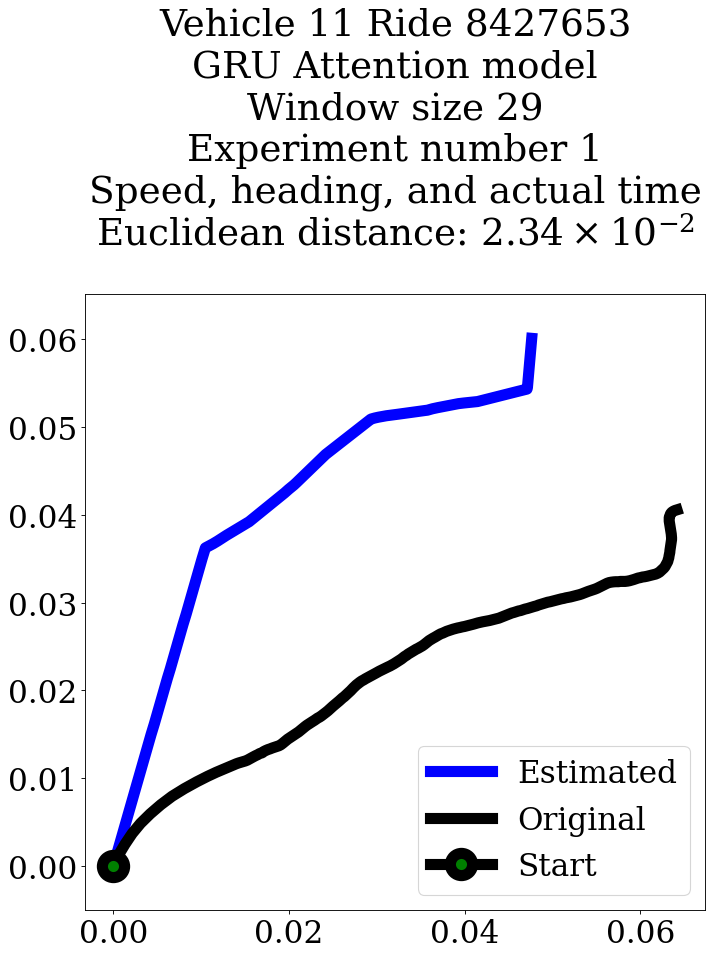 Vehicle 11 Ride 8427653
GRU Attention model
Window size 29
Experiment number 1
Speed, heading, and actual time
Euclidean distance: 2.34 × 10⁻²
0.06
0.05
0.04
0.03
0.02
0.01
0.00
Estimated
Original
Start
0.00 0.02 0.04 0.06